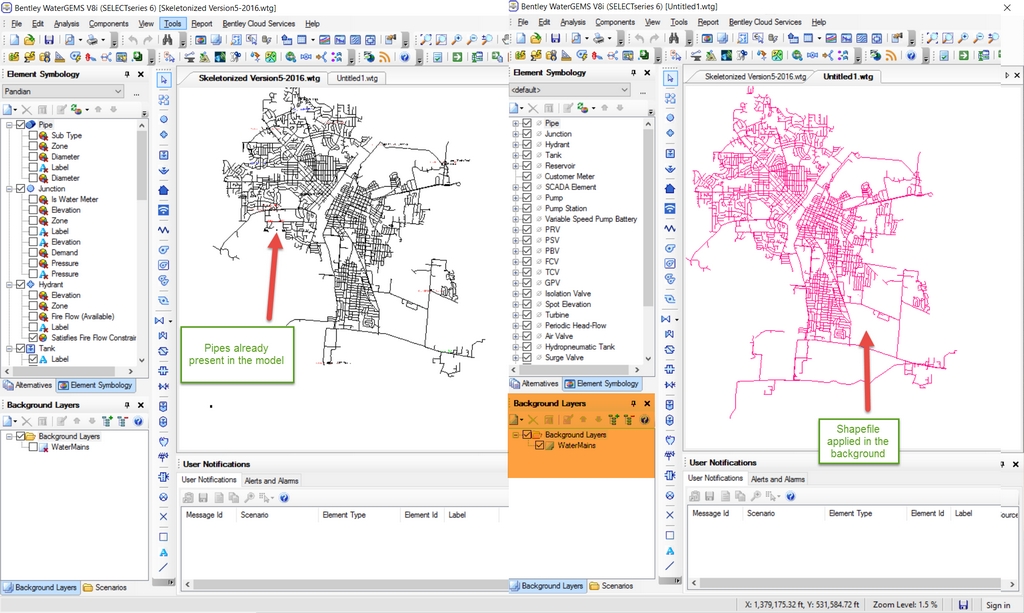 Bentley WaterGEMS V8i (SELECTseries 6) [Skeletonized Version5-2016.wtg]
File Edit Analysis Components View Tools Report Bentley Cloud Services Help
Element Symbology
Pandian
...
Pipe
Sub Type
Zone
Diameter
Label
Diameter
Junction
Is Water Meter
Elevation
Zone
Label
Elevation
Demand
Pressure
Pressure
Hydrant
Elevation
Zone
Fire Flow (Available)
Label
Satisfies Fire Flow Constrai
Tank
Label
Alternatives Element Symbology
Background Layers
Background Layers
WaterMains
Background Layers Scenarios
Skeletonized Version5-2016.wtg Untitled1.wtg
Pipes already
present in the model
User Notifications
User Notifications Alerts and Alarms
Message Id Scenario Element Type Element Id Label
Bentley WaterGEMS V8i (SELECTseries 6) [Untitled1.wtg]
File Edit Analysis Components View Tools Report Bentley Cloud Services Help
Element Symbology
<default>
...
Pipe
Junction
Hydrant
Tank
Reservoir
Customer Meter
SCADA Element
Pump
Pump Station
Variable Speed Pump Battery
PRV
PSV
PBV
FCV
TCV
GPV
Isolation Valve
Spot Elevation
Turbine
Periodic Head-Flow
Air Valve
Hydropneumatic Tank
Surge Valve
Alternatives Element Symbology
Background Layers
Background Layers
WaterMains
Background Layers Scenarios
Skeletonized Version5-2016.wtg Untitled1.wtg
Shapefile
applied in the
background
User Notifications
User Notifications Alerts and Alarms
Message Id Scenario Element Type Element Id Label ource
X: 1,379,175.32 ft, Y: 531,584.72 ft Zoom Level: 1.5 % Sign in